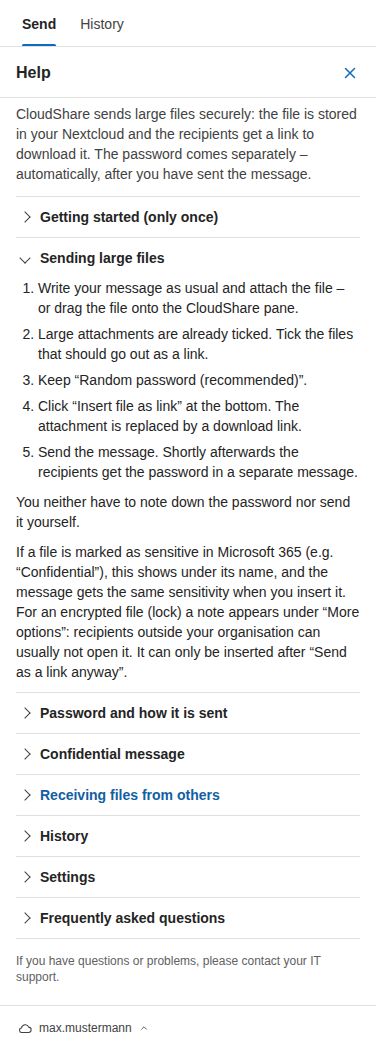 Send History
Help
CloudShare sends large files securely: the file is stored
in your Nextcloud and the recipients get a link to
download it. The password comes separately –
automatically, after you have sent the message.
Getting started (only once)
Sending large files
1. Write your message as usual and attach the file –
or drag the file onto the CloudShare pane.
2. Large attachments are already ticked. Tick the files
that should go out as a link.
3. Keep “Random password (recommended)”.
4. Click “Insert file as link” at the bottom. The
attachment is replaced by a download link.
5. Send the message. Shortly afterwards the
recipients get the password in a separate message.
You neither have to note down the password nor send
it yourself.
If a file is marked as sensitive in Microsoft 365 (e.g.
“Confidential”), this shows under its name, and the
message gets the same sensitivity when you insert it.
For an encrypted file (lock) a note appears under “More
options”: recipients outside your organisation can
usually not open it. It can only be inserted after “Send
as a link anyway”.
Password and how it is sent
Confidential message
Receiving files from others
History
Settings
Frequently asked questions
If you have questions or problems, please contact your IT
support.
max.mustermann